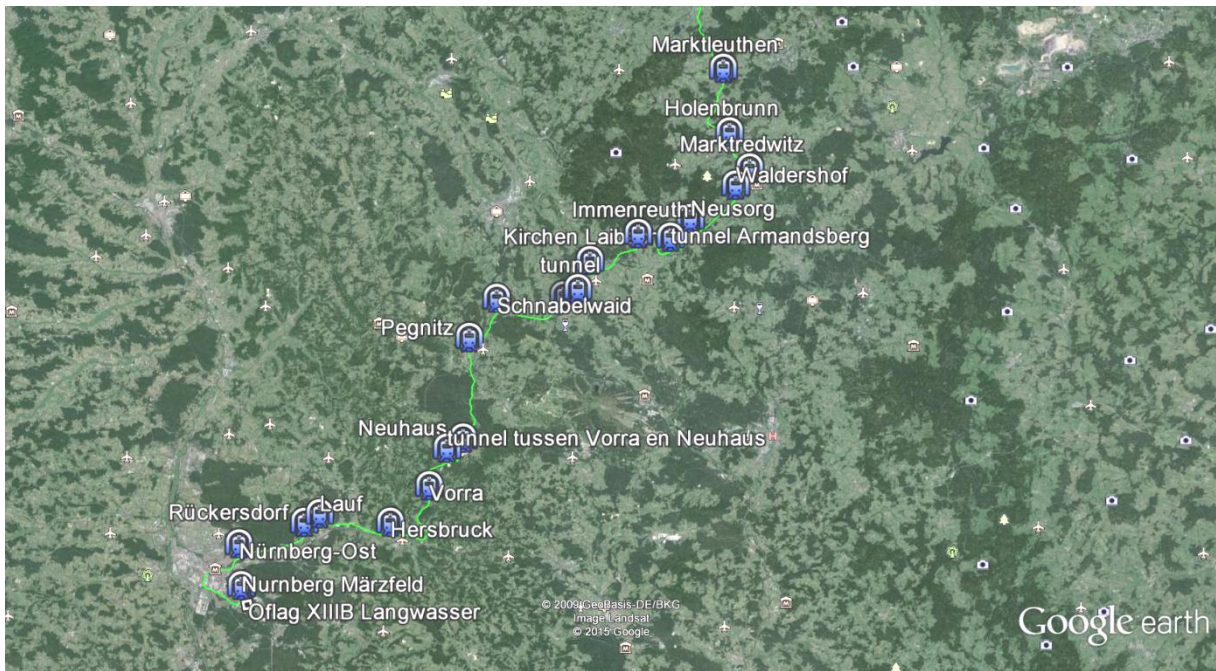 Marktleuthen
Holenbrunn
Marktredwitz
Waldershof
Immenreuth
Neusorg
Kirchen Laib
tunnel Armandsberg
tunnel
Schnabelwaid
Pegnitz
Neuhaus
tunnel tussen Vorra en Neuhaus
Vorra
Rückersdorf
Lauf
Hersbruck
Nürnberg-Ost
Nurnberg Märzfeld
Oflag XIIIB Langwasser
© 2009 GeoBasis-DE/BKG
Image Landsat
© 2015 Google
Google earth